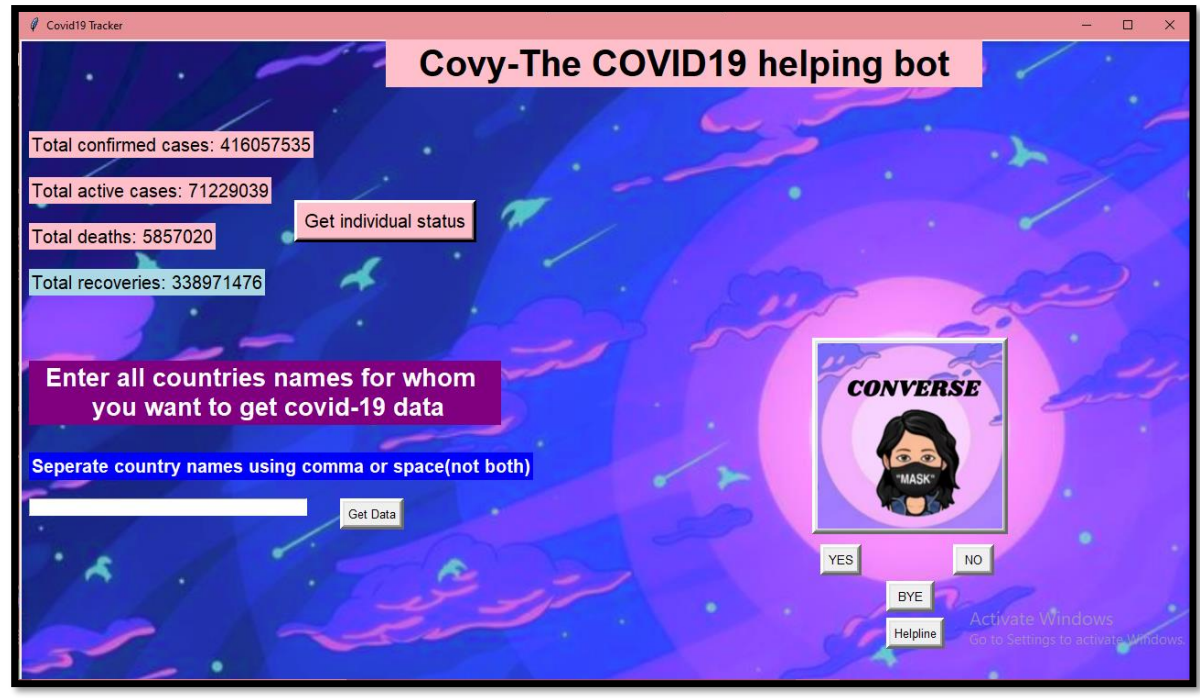 Covid19 Tracker
Covy-The COVID19 helping bot
Total confirmed cases: 416057535
Total active cases: 71229039
Get individual status
Total deaths: 5857020
Total recoveries: 338971476
Enter all countries names for whom
you want to get covid-19 data
Seperate country names using comma or space(not both)
Get Data
CONVERSE
"MASK"
YES
NO
BYE
Helpline
Activate Windows
Go to Settings to activate Windows.